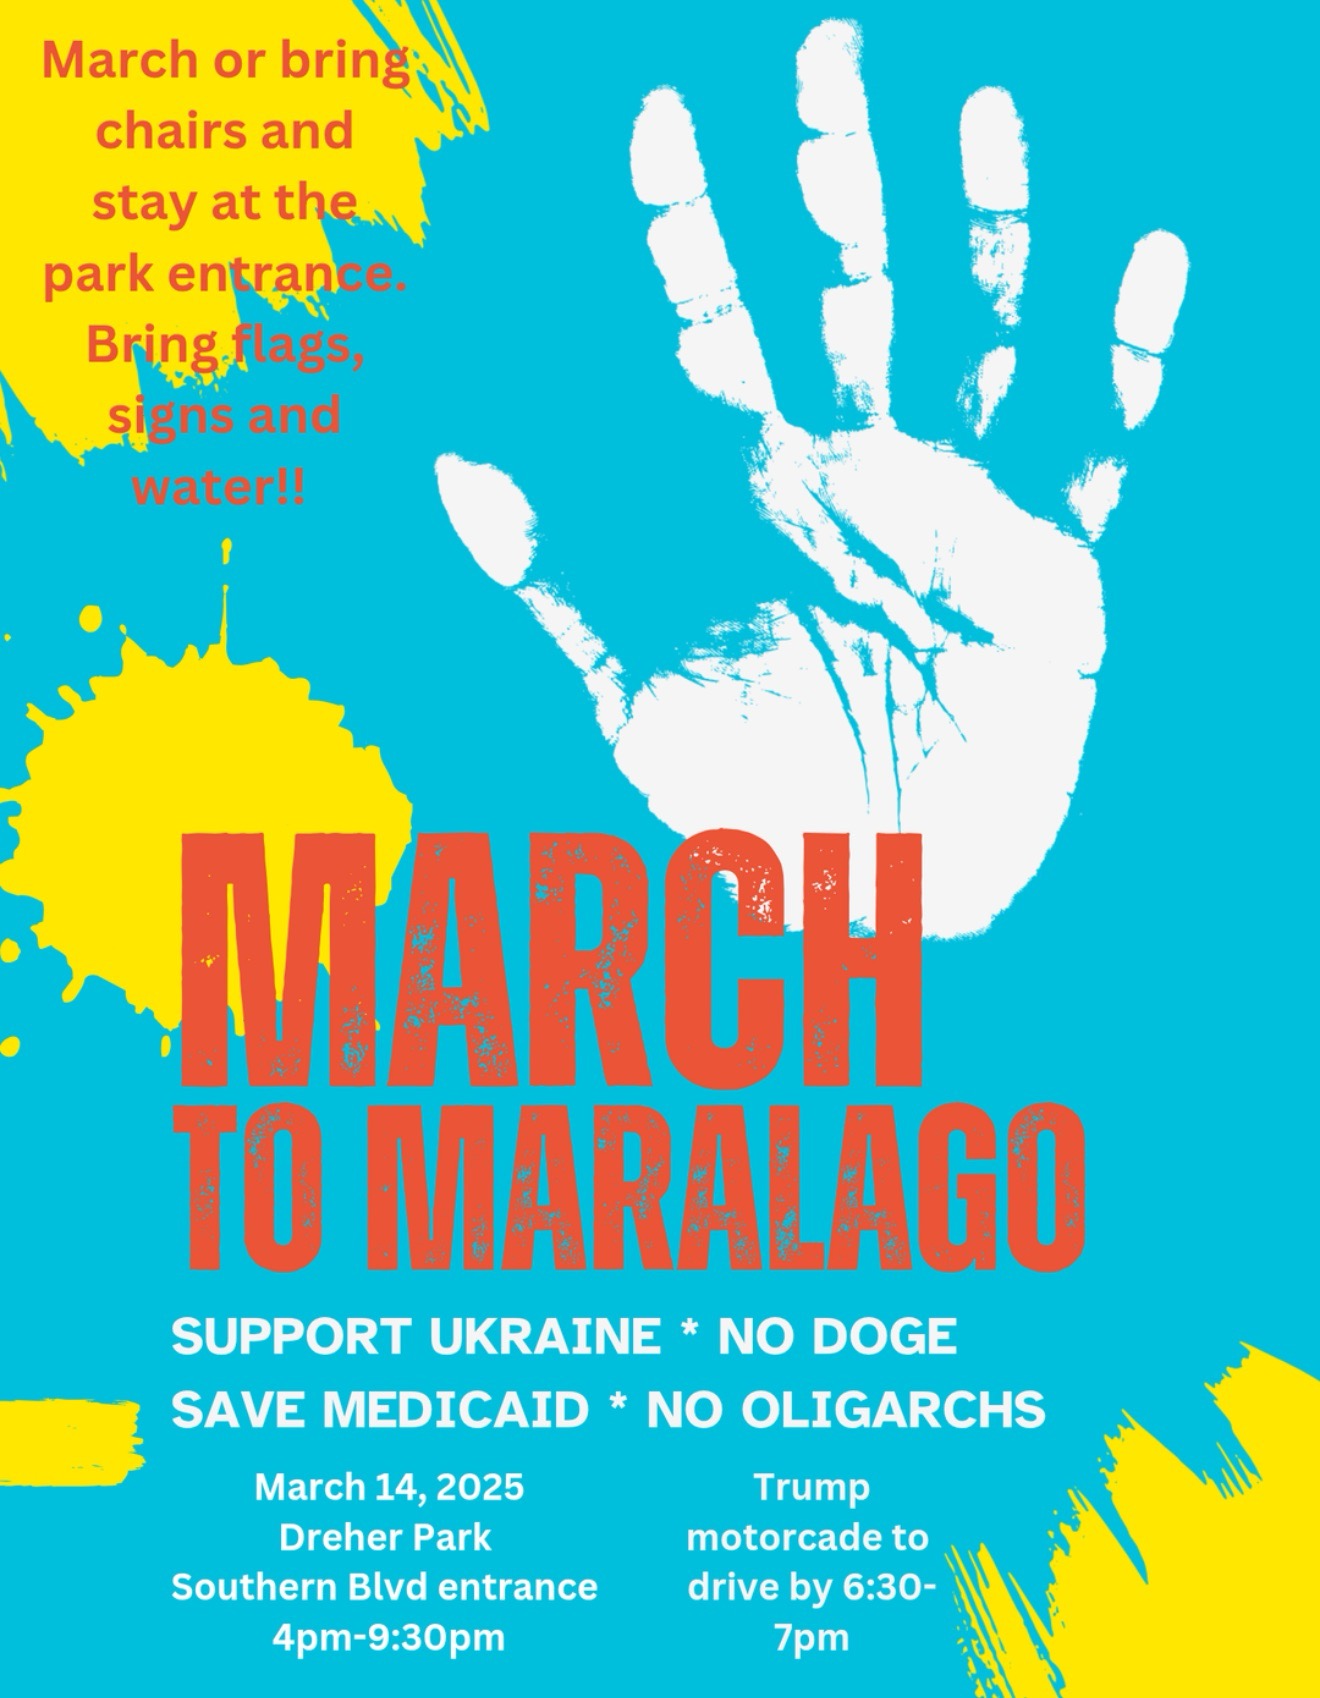 March or bring
chairs and
stay at the
park entrance.
Bring flags,
signs and
water!!
MARCH
TO MARALAGO
SUPPORT UKRAINE * NO DOGE
SAVE MEDICAID * NO OLIGARCHS
March 14, 2025
Dreher Park
Southern Blvd entrance
4pm-9:30pm
Trump
motorcade to
drive by 6:30-
7pm